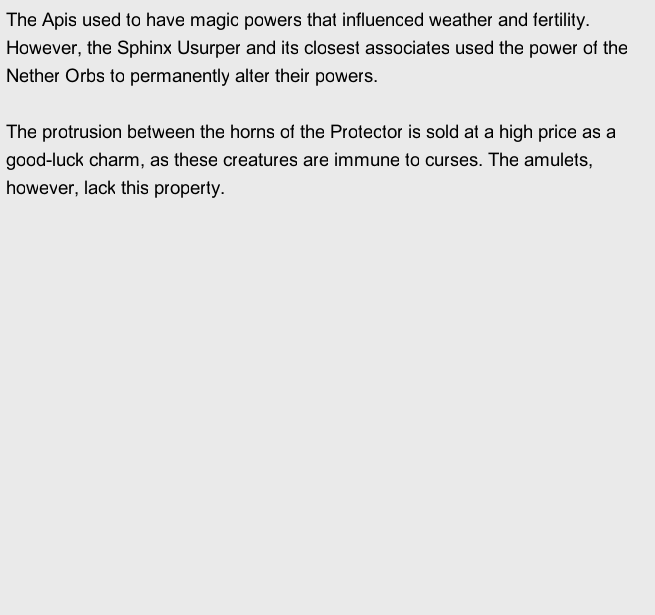 The Apis used to have magic powers that influenced weather and fertility.
However, the Sphinx Usurper and its closest associates used the power of the
Nether Orbs to permanently alter their powers.
The protrusion between the horns of the Protector is sold at a high price as a
good-luck charm, as these creatures are immune to curses. The amulets,
however, lack this property.